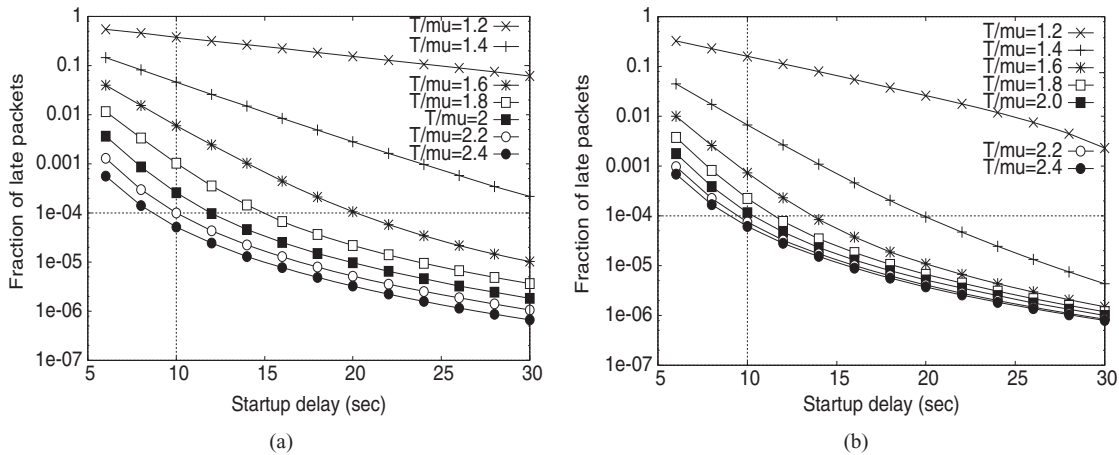 1
0.1
0.01
0.001
1e-04
1e-05
1e-06
1e-07
Fraction of late packets
T/mu=1.2
T/mu=1.4
T/mu=1.6
T/mu=1.8
T/mu=2
T/mu=2.2
T/mu=2.4
5 10 15 20 25 30
Startup delay (sec)
(a)
1
0.1
0.01
0.001
1e-04
1e-05
1e-06
1e-07
Fraction of late packets
T/mu=1.2
T/mu=1.4
T/mu=1.6
T/mu=1.8
T/mu=2.0
T/mu=2.2
T/mu=2.4
5 10 15 20 25 30
Startup delay (sec)
(b)